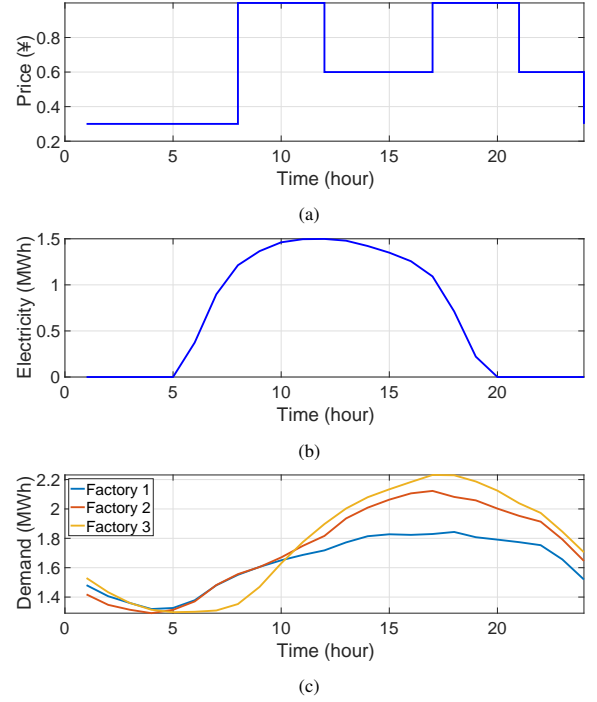 0.8
0.6
0.4
0.2
Price (¥)
0 5 10 15 20
Time (hour)
(a)
1.5
1
0.5
0
Electricity (MWh)
0 5 10 15 20
Time (hour)
(b)
2.2
2
1.8
1.6
1.4
Demand (MWh)
Factory 1
Factory 2
Factory 3
0 5 10 15 20
Time (hour)
(c)